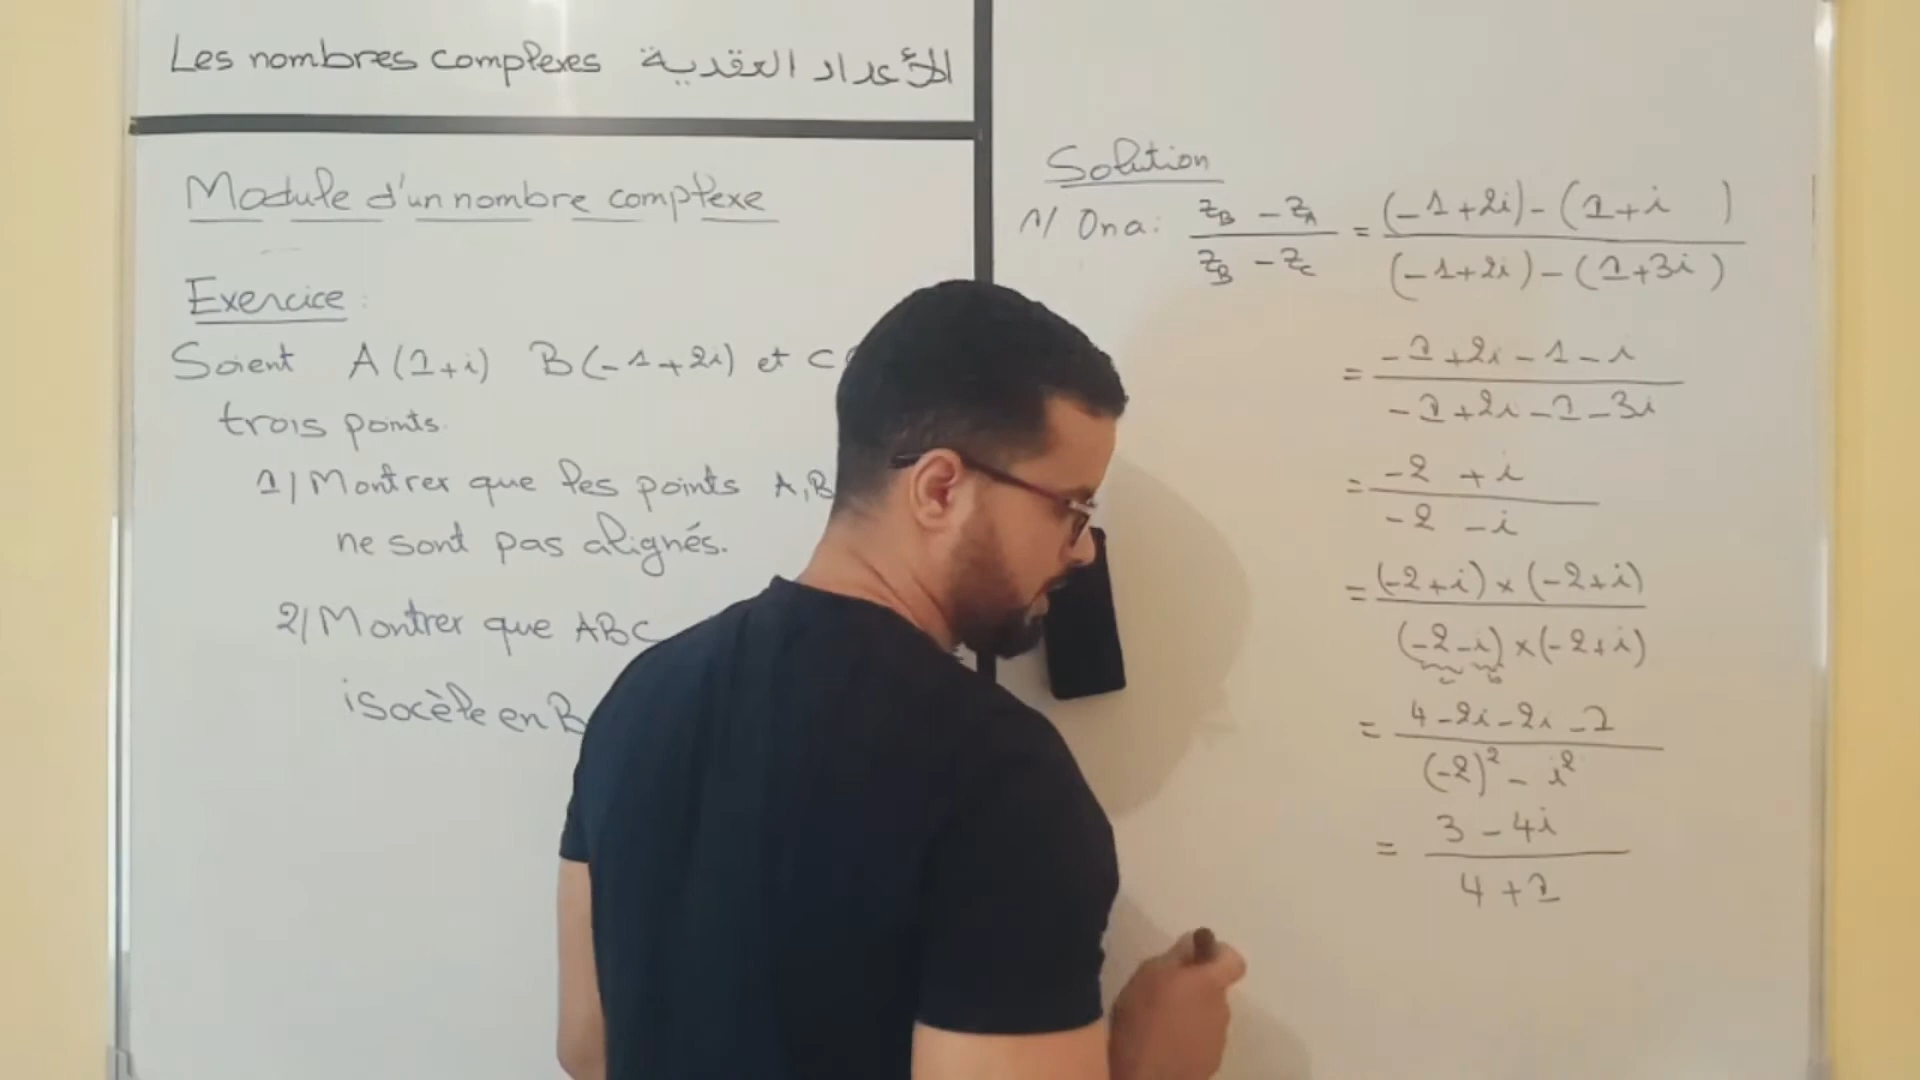 Les nombres complexes الأعداد العقدية
Module d'un nombre complexe
Exercice :
Soient A(1+i) B(-1+2i) et C(
trois points.
1/ Montrer que les points A, B
ne sont pas alignés.
2/ Montrer que ABC
isocèle en B
Solution
1/ On a : (z_B - z_A)/(z_B - z_C) = ((-1+2i)-(1+i ))/((-1+2i)-(1+3i))
= (-1+2i-1-i)/(-1+2i-1-3i)
= (-2 +i)/(-2 -i)
= ((-2+i)×(-2+i))/((-2-i)×(-2+i))
= (4-2i-2i-1)/((-2)² - i²)
= (3-4i)/(4+1)